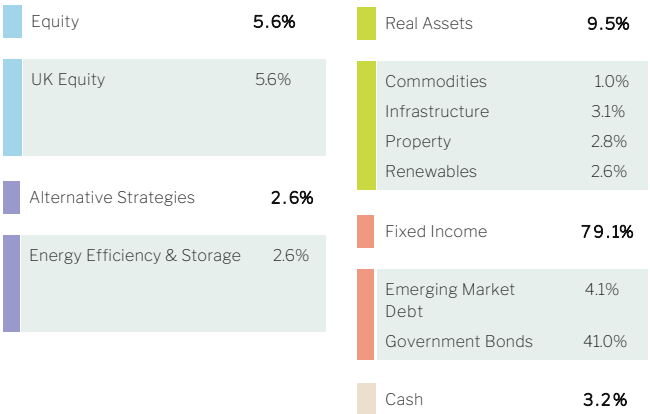 Equity 5.6%
UK Equity 5.6%
Alternative Strategies 2.6%
Energy Efficiency & Storage 2.6%
Real Assets 9.5%
Commodities 1.0%
Infrastructure 3.1%
Property 2.8%
Renewables 2.6%
Fixed Income 79.1%
Emerging Market 4.1%
Debt
Government Bonds 41.0%
Cash 3.2%